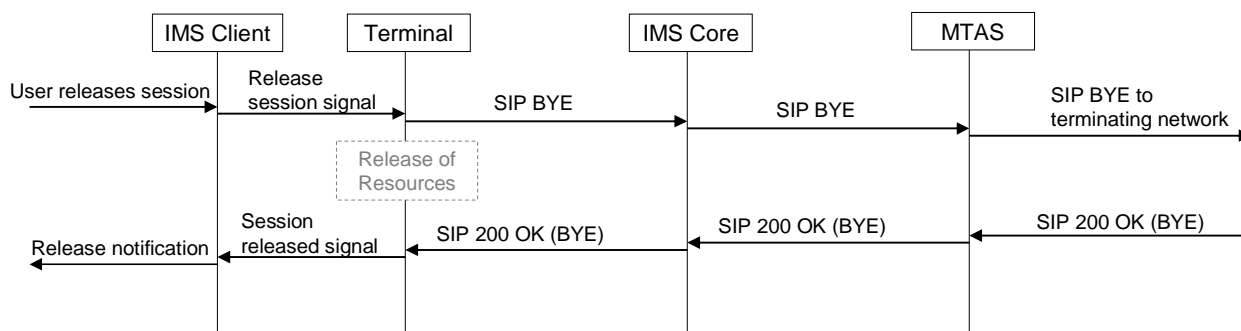 IMS Client
Terminal
IMS Core
MTAS
User releases session
Release
session signal
SIP BYE
SIP BYE
SIP BYE to
terminating network
Release of
Resources
Session
released signal
SIP 200 OK (BYE)
SIP 200 OK (BYE)
SIP 200 OK (BYE)
Release notification